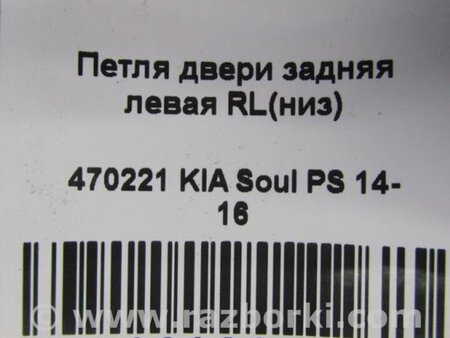 Петля двери задняя
левая RL(низ)
470221 KIA Soul PS 14-
16
© www.razborki.com